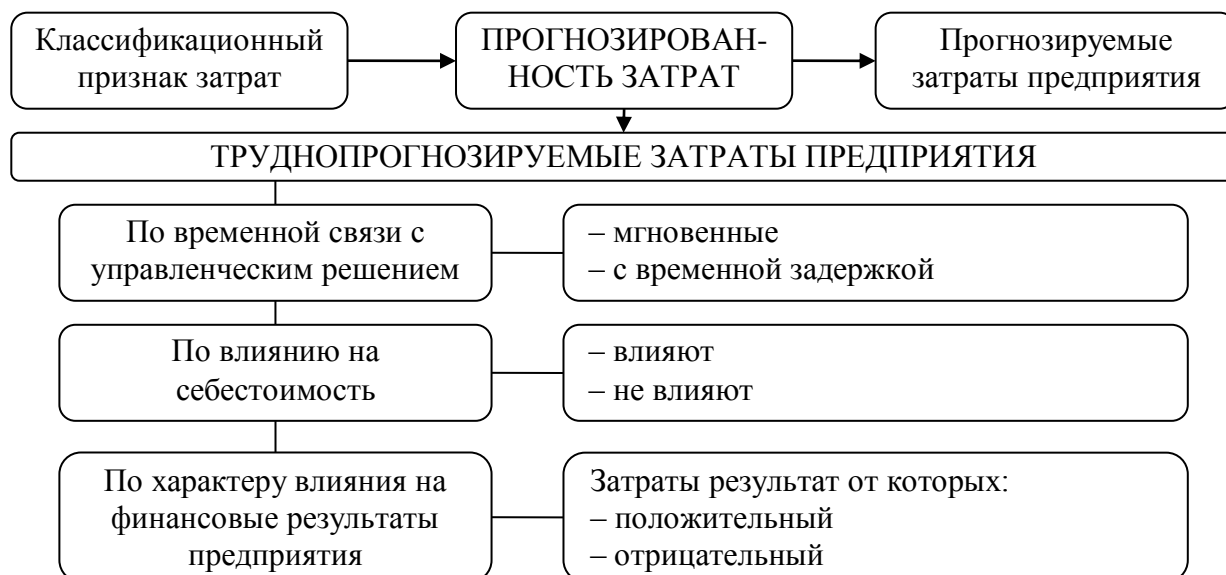 Классификационный
признак затрат
ПРОГНОЗИРОВАН-
НОСТЬ ЗАТРАТ
Прогнозируемые
затраты предприятия
ТРУДНОПРОГНОЗИРУЕМЫЕ ЗАТРАТЫ ПРЕДПРИЯТИЯ
По временной связи с
управленческим решением
– мгновенные
– с временной задержкой
По влиянию на
себестоимость
– влияют
– не влияют
По характеру влияния на
финансовые результаты
предприятия
Затраты результат от которых:
– положительный
– отрицательный